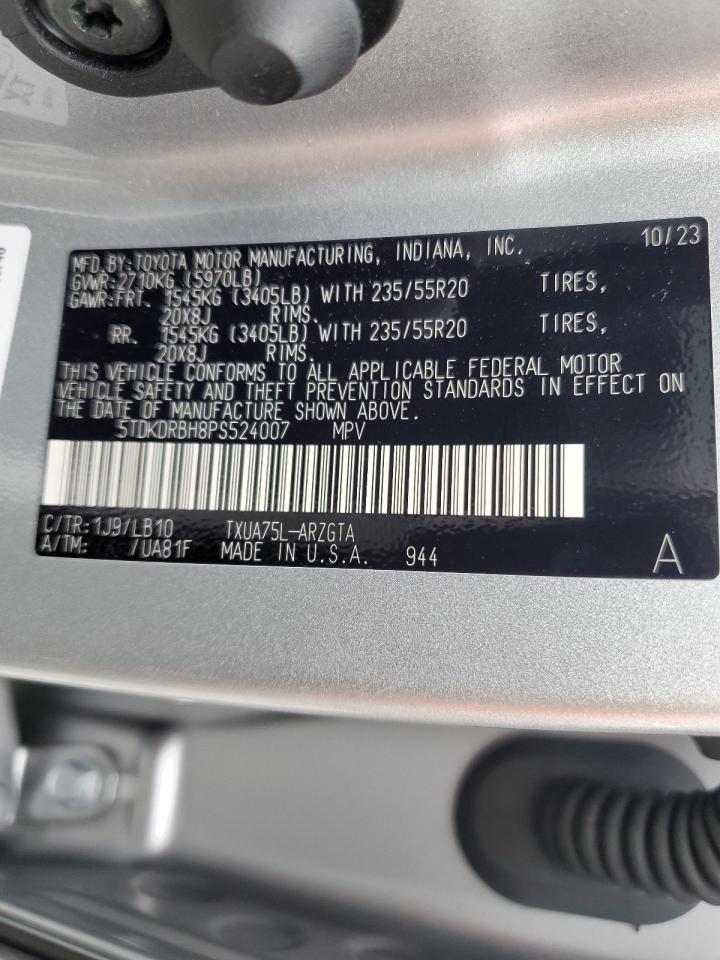 MFD.BY:TOYOTA MOTOR MANUFACTURING, INDIANA, INC. 10/23
GVWR:2710KG (5970LB)
GAWR:FRT. 1545KG (3405LB) WITH 235/55R20 TIRES,
20X8J RIMS.
RR. 1545KG (3405LB) WITH 235/55R20 TIRES,
20X8J RIMS.
THIS VEHICLE CONFORMS TO ALL APPLICABLE FEDERAL MOTOR
VEHICLE SAFETY AND THEFT PREVENTION STANDARDS IN EFFECT ON
THE DATE OF MANUFACTURE SHOWN ABOVE.
5TDKDRBH8PS524007 MPV
C/TR:1J9/LB10 TXUA75L-ARZGTA
A/TM: /UA81F MADE IN U.S.A. 944 A